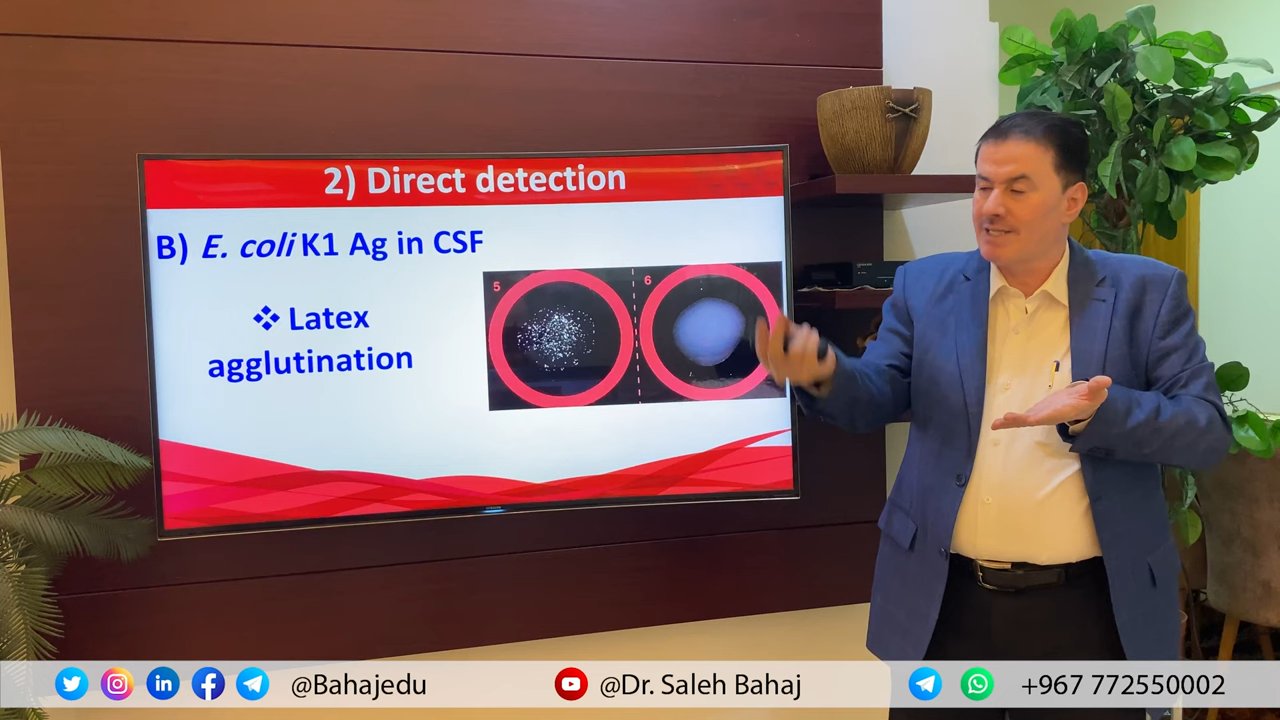 2) Direct detection
B) E. coli K1 Ag in CSF
❖ Latex
agglutination
5
6
@Bahajedu
@Dr. Saleh Bahaj
+967 772550002